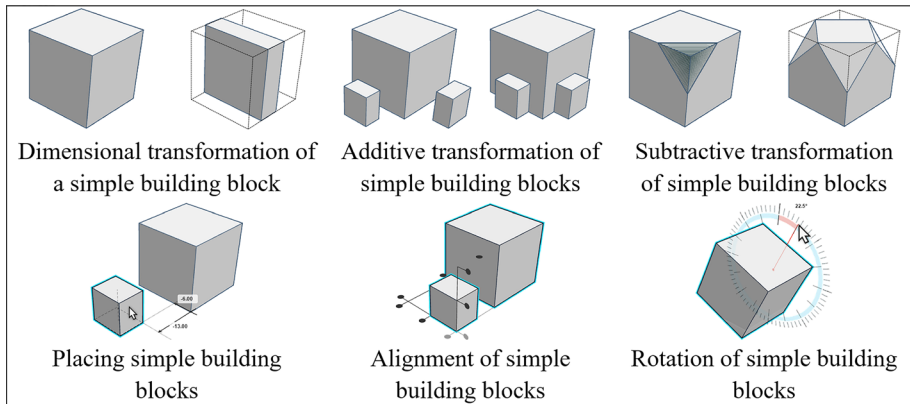 Dimensional transformation of
a simple building block
Additive transformation of
simple building blocks
Subtractive transformation
of simple building blocks
22.5°
-6.00
-13.00
Placing simple building
blocks
Alignment of simple
building blocks
Rotation of simple building
blocks